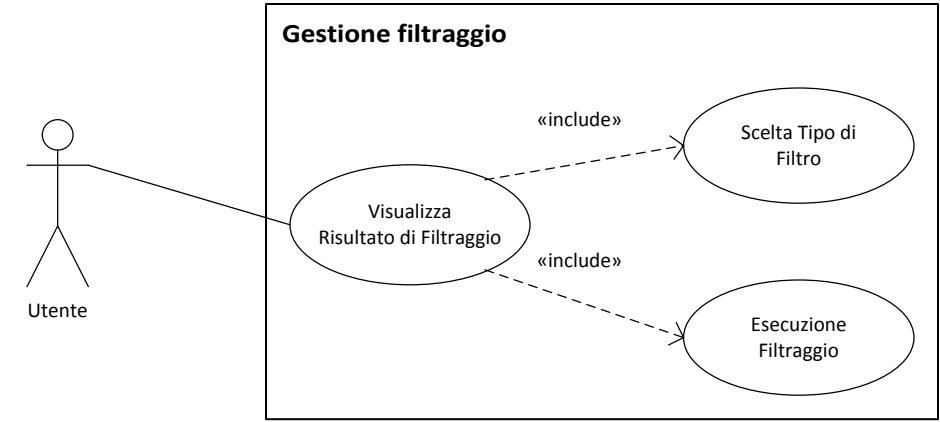 Gestione filtraggio
«include»
Scelta Tipo di
Filtro
Visualizza
Risultato di Filtraggio
«include»
Utente
Esecuzione
Filtraggio